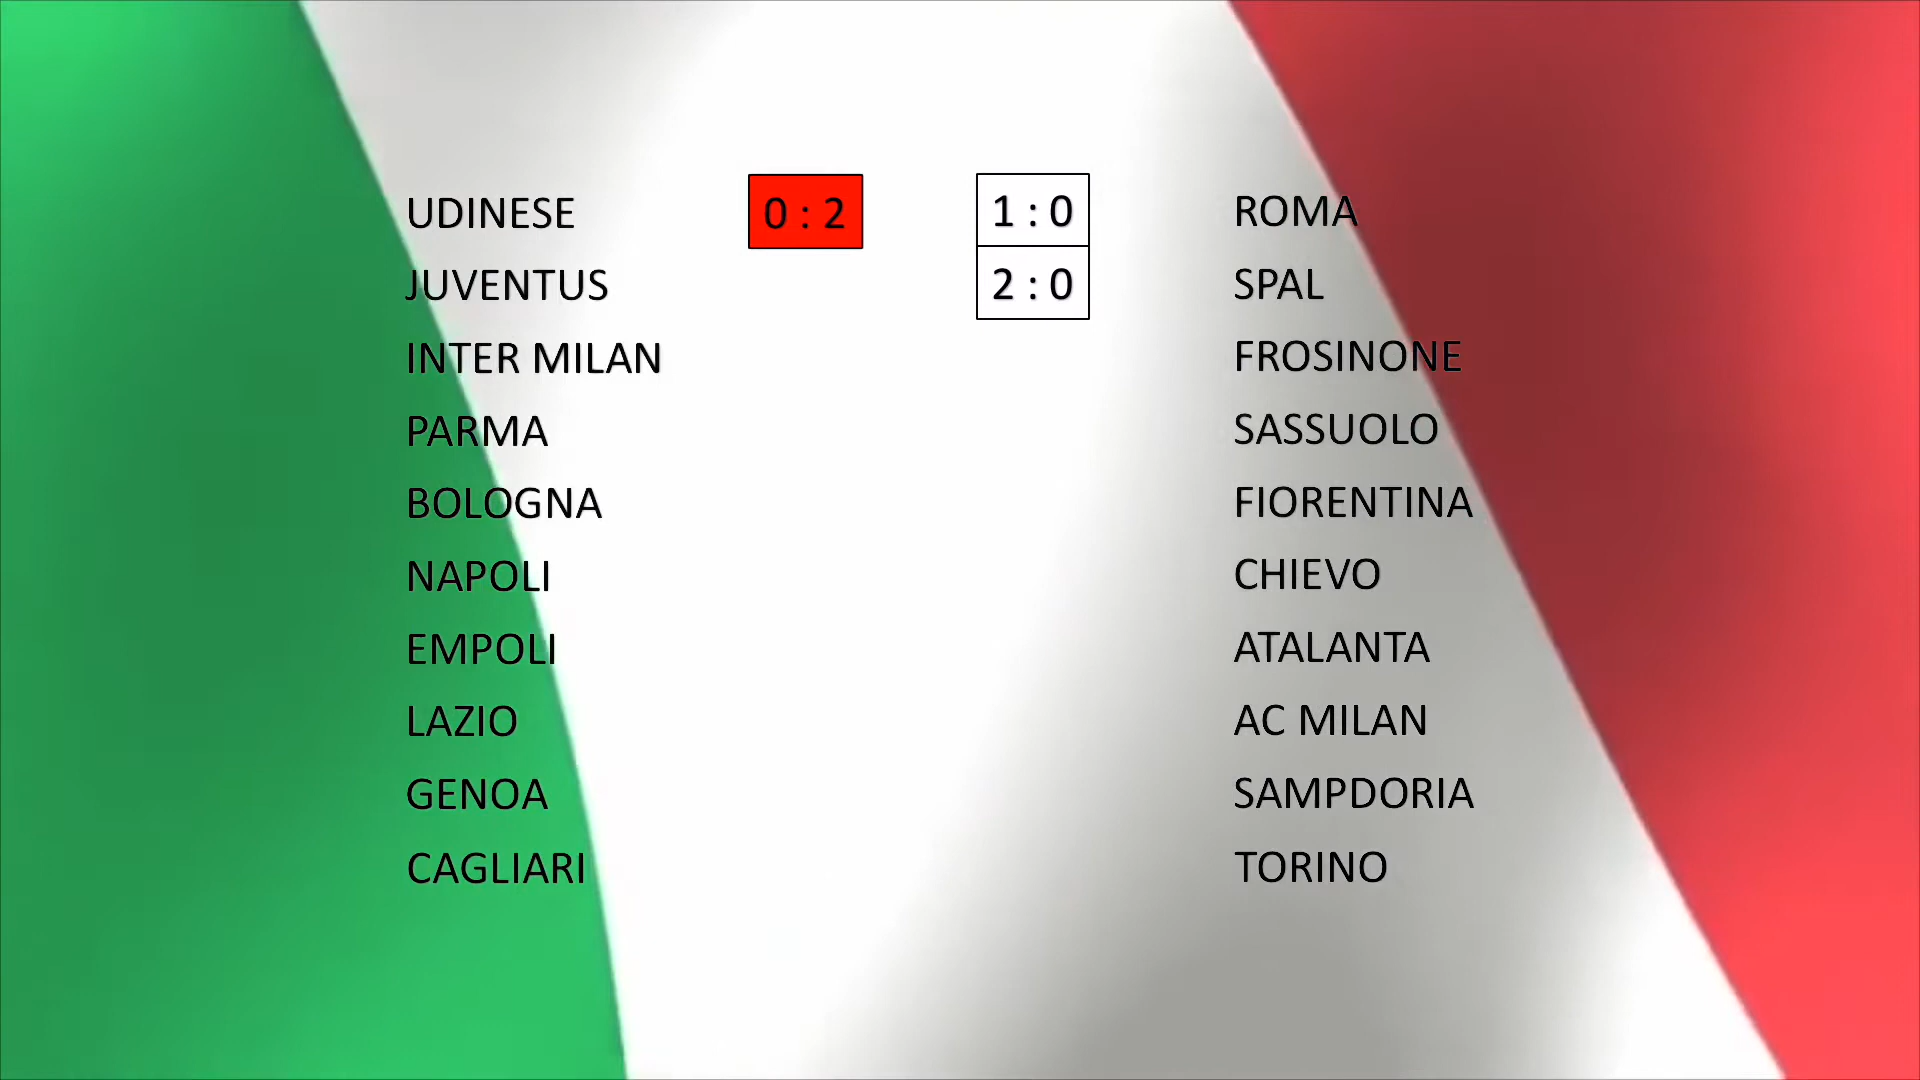 UDINESE 0 : 2 1 : 0 ROMA
JUVENTUS 2 : 0 SPAL
INTER MILAN FROSINONE
PARMA SASSUOLO
BOLOGNA FIORENTINA
NAPOLI CHIEVO
EMPOLI ATALANTA
LAZIO AC MILAN
GENOA SAMPDORIA
CAGLIARI TORINO